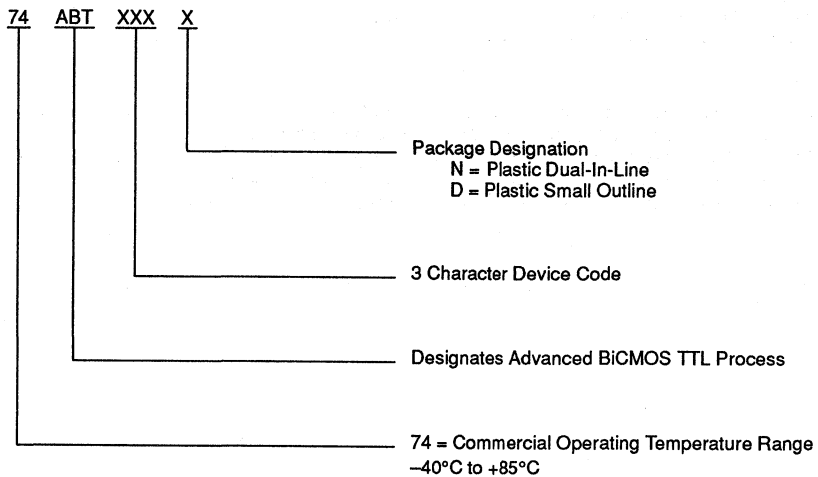 74 ABT XXX X
Package Designation
N = Plastic Dual-In-Line
D = Plastic Small Outline
3 Character Device Code
Designates Advanced BiCMOS TTL Process
74 = Commercial Operating Temperature Range
–40°C to +85°C